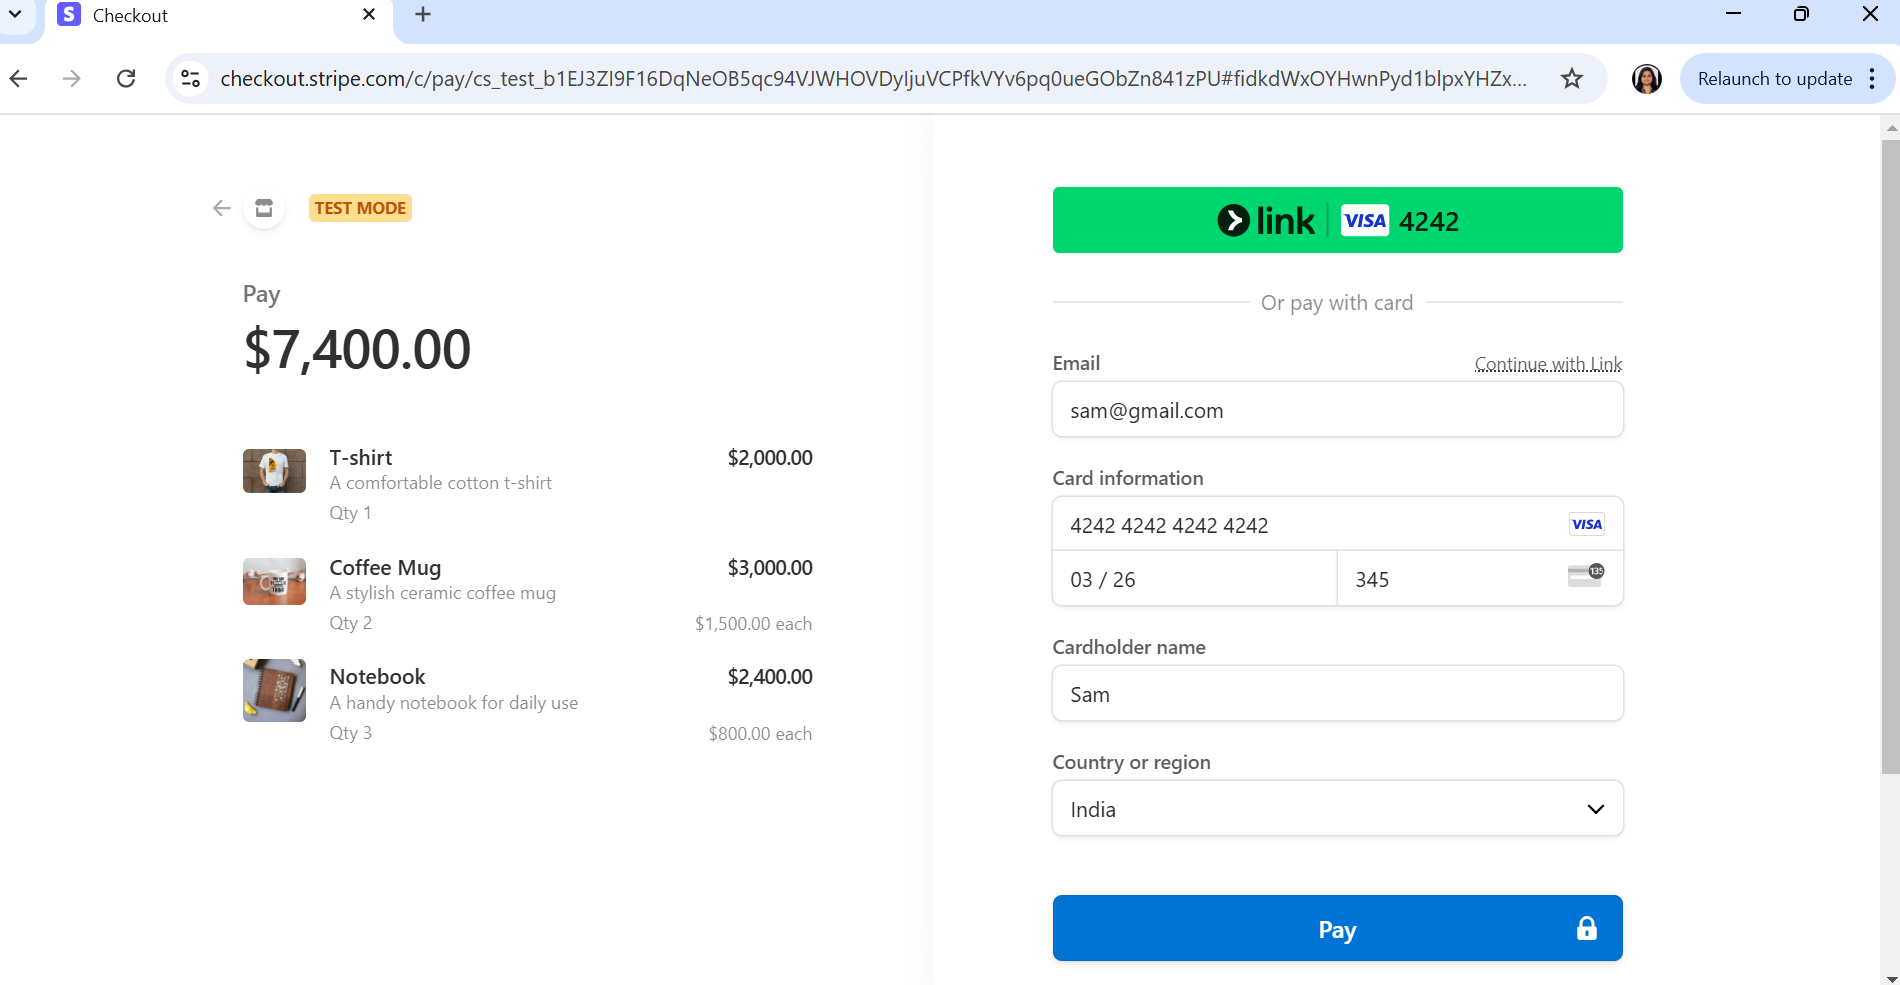 Checkout
checkout.stripe.com/c/pay/cs_test_b1EJ3ZI9F16DqNeOB5qc94VJWHOVDyIjuVCPfkVYv6pq0ueGObZn841zPU#fidkdWxOYHwnPyd1blpxYHZx...
Relaunch to update
TEST MODE
Pay
$7,400.00
T-shirt $2,000.00
A comfortable cotton t-shirt
Qty 1
Coffee Mug $3,000.00
A stylish ceramic coffee mug
Qty 2 $1,500.00 each
Notebook $2,400.00
A handy notebook for daily use
Qty 3 $800.00 each
link VISA 4242
Or pay with card
Email Continue with Link
sam@gmail.com
Card information
4242 4242 4242 4242 VISA
03 / 26 345 135
Cardholder name
Sam
Country or region
India
Pay